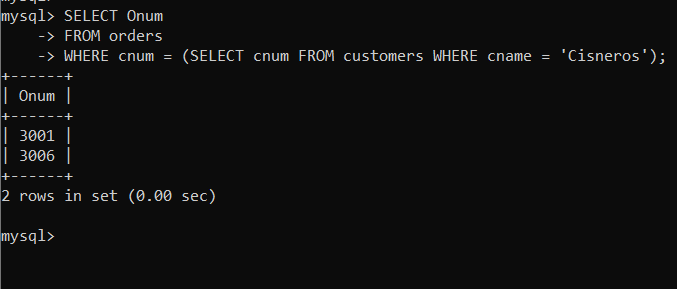 mysql> SELECT Onum
    -> FROM orders
    -> WHERE cnum = (SELECT cnum FROM customers WHERE cname = 'Cisneros');
+------+
| Onum |
+------+
| 3001 |
| 3006 |
+------+
2 rows in set (0.00 sec)
mysql>